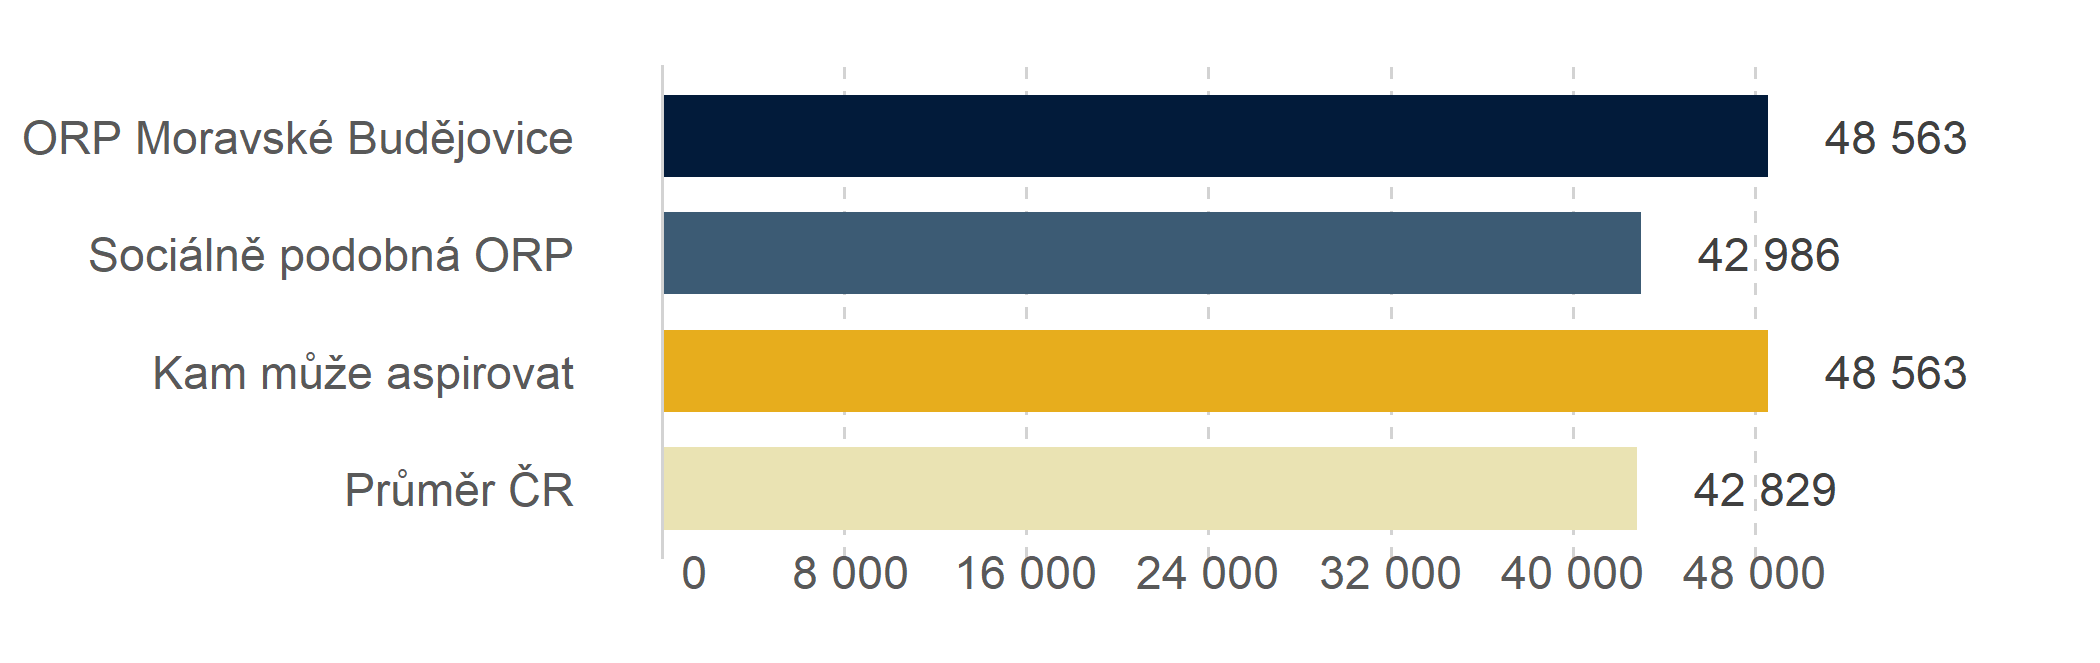 ORP Moravské Budějovice 48 563
Sociálně podobná ORP 42 986
Kam může aspirovat 48 563
Průměr ČR 42 829
0 8 000 16 000 24 000 32 000 40 000 48 000